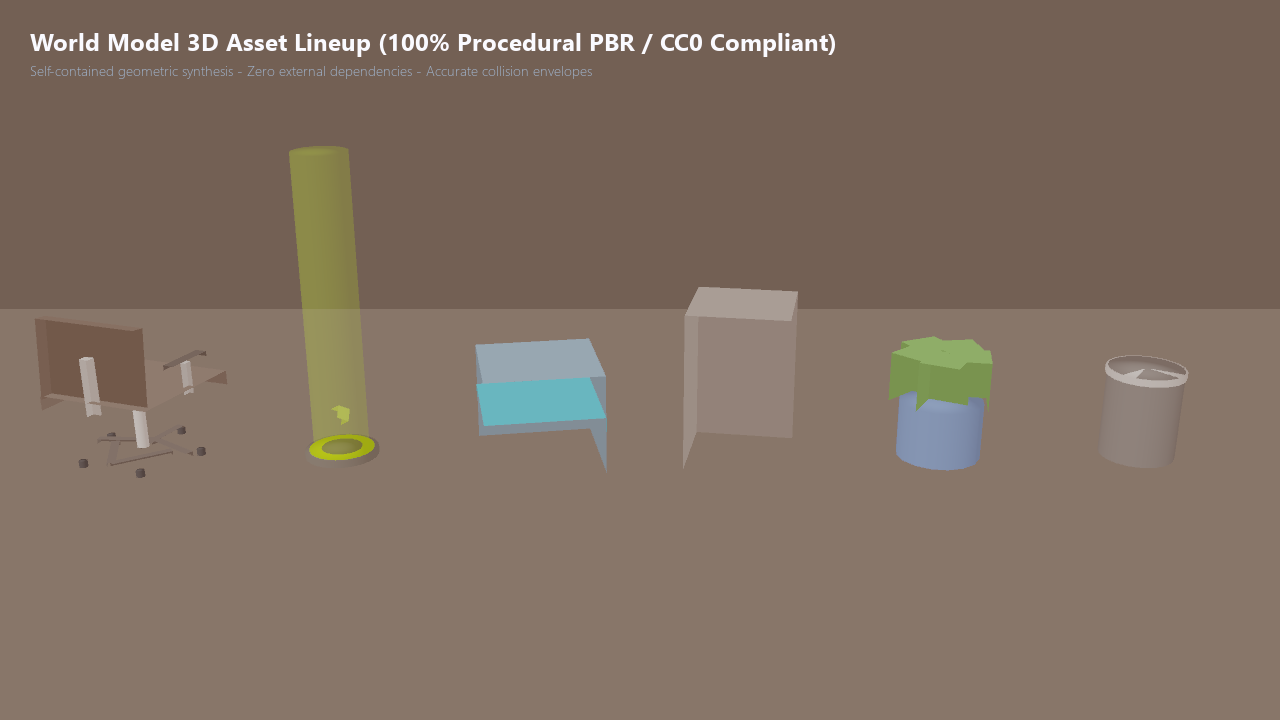 World Model 3D Asset Lineup (100% Procedural PBR / CC0 Compliant)
Self-contained geometric synthesis - Zero external dependencies - Accurate collision envelopes